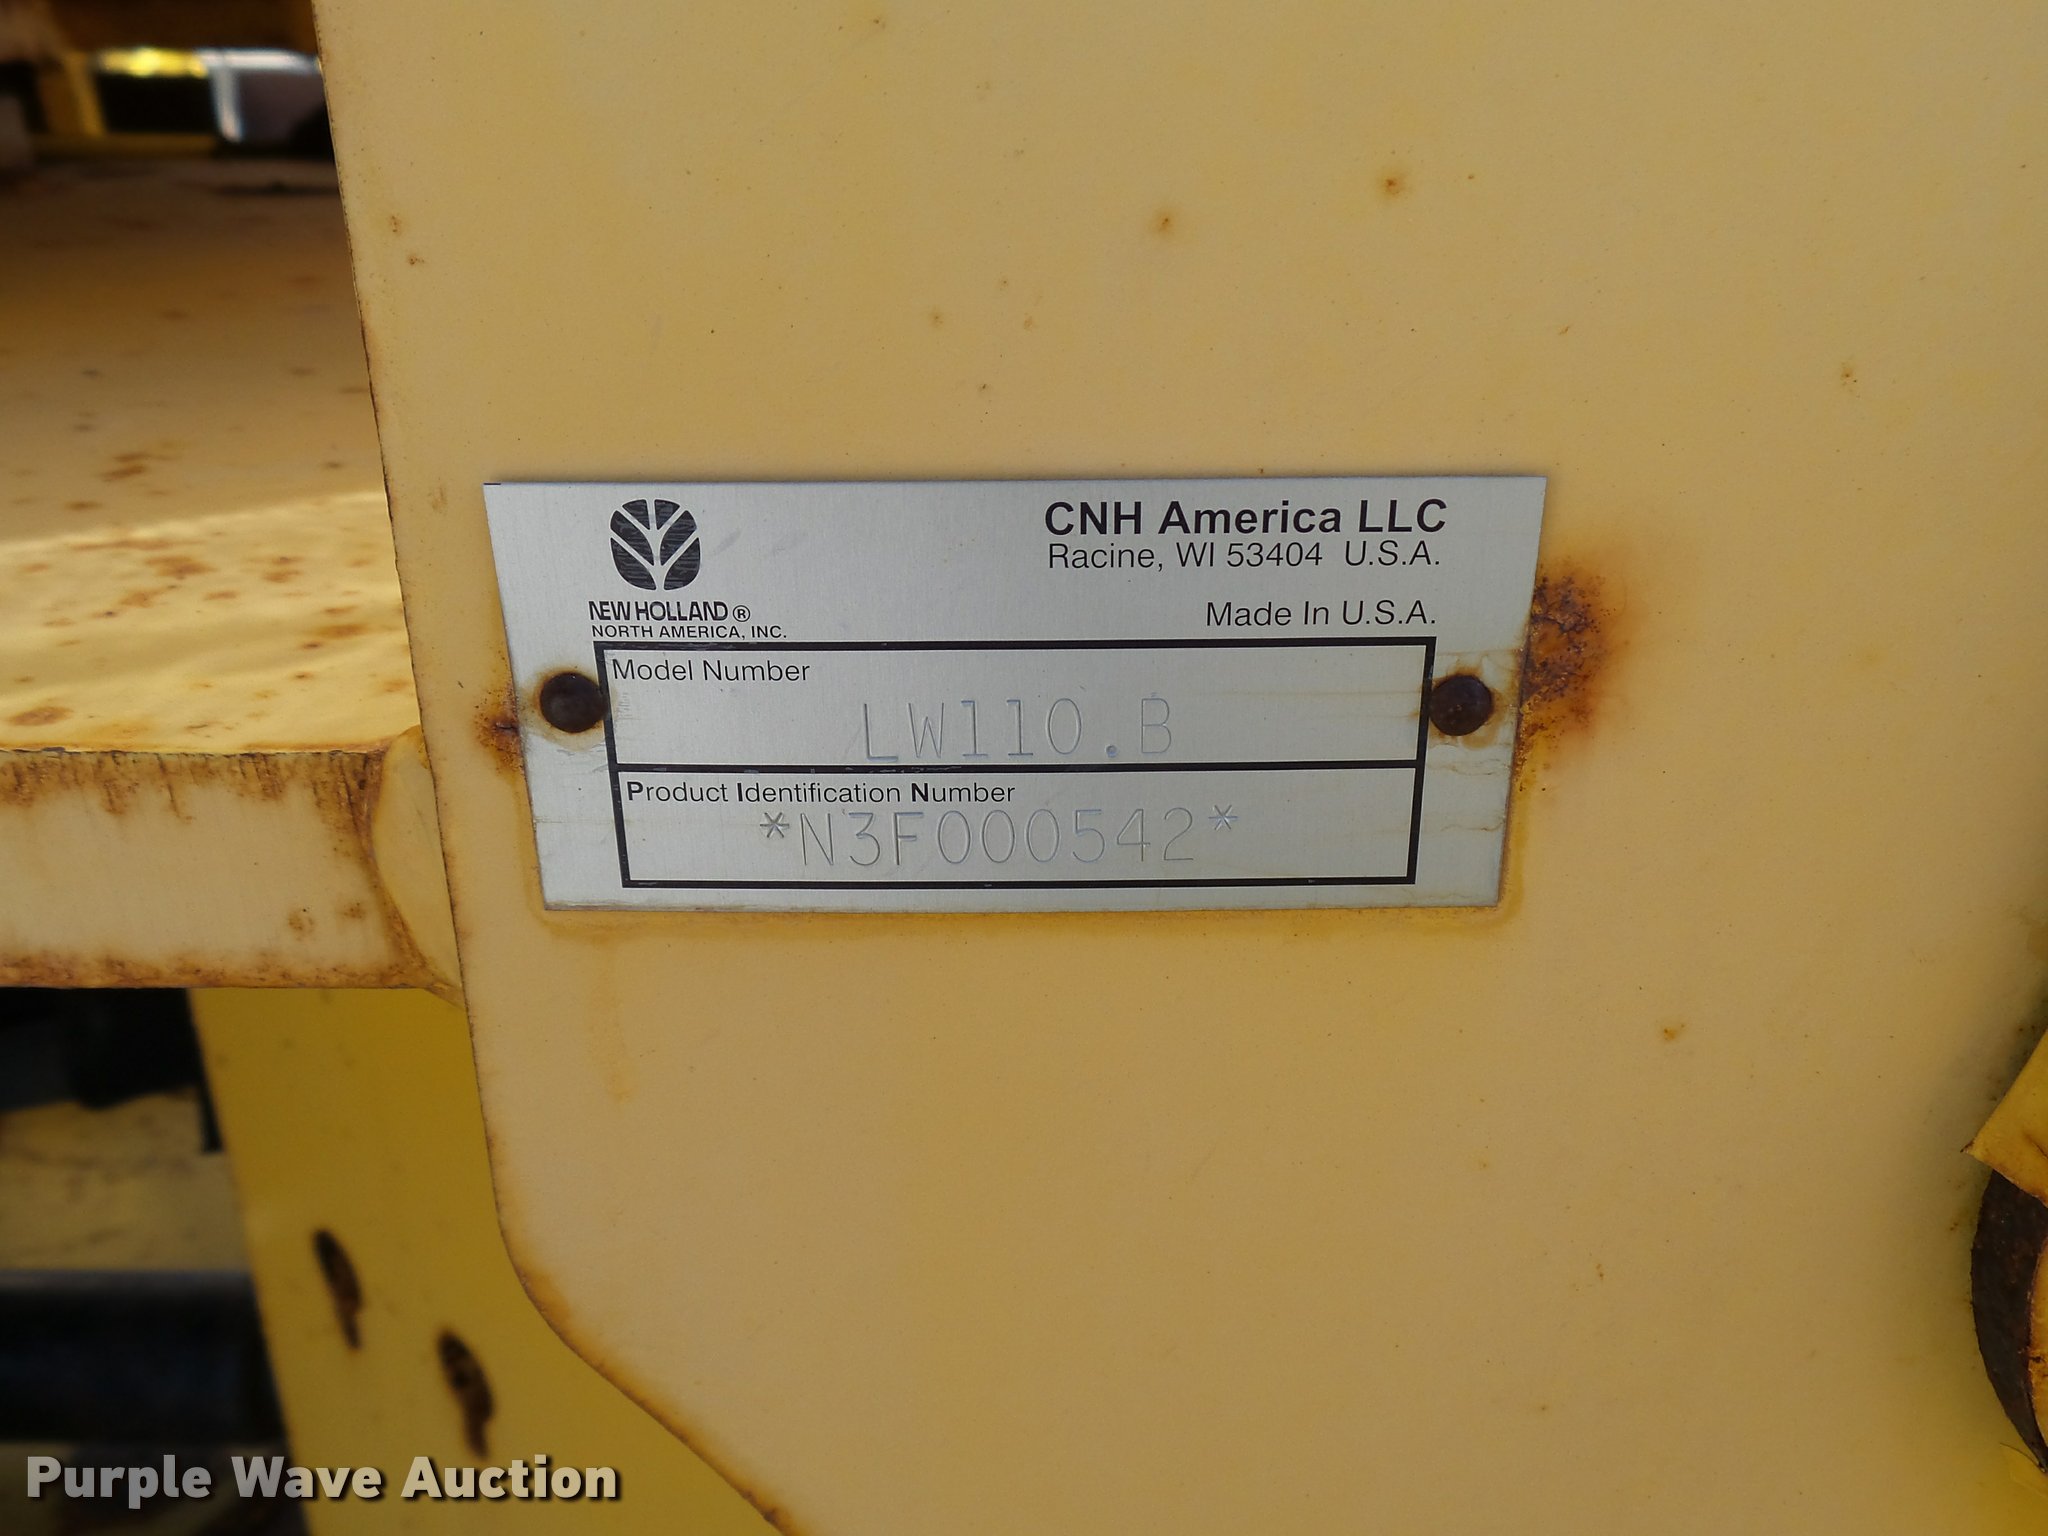 CNH America LLC
Racine, WI 53404 U.S.A.
NEW HOLLAND®
NORTH AMERICA, INC.
Made In U.S.A.
Model Number
LW110.B
Product Identification Number
*N3F000542*
Purple Wave Auction